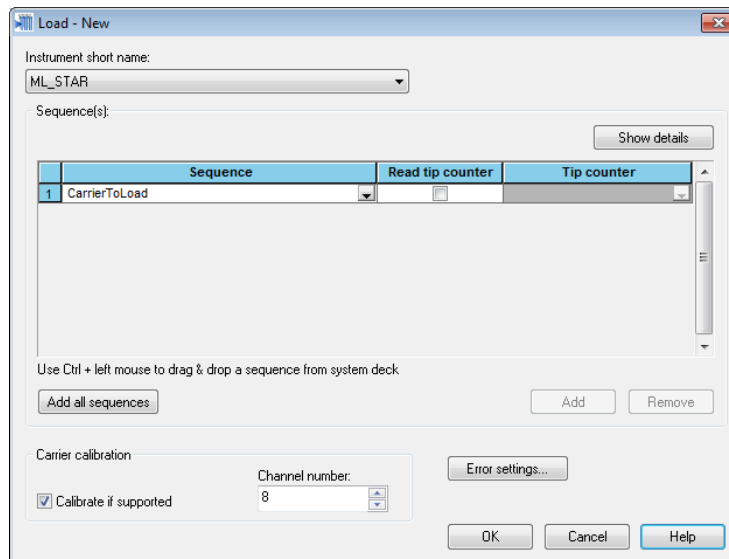 Load - New
Instrument short name:
ML_STAR
Sequence(s):
Show details
Sequence Read tip counter Tip counter
1 CarrierToLoad
Use Ctrl + left mouse to drag & drop a sequence from system deck
Add all sequences Add Remove
Carrier calibration
Channel number:
Error settings...
Calibrate if supported 8
OK Cancel Help